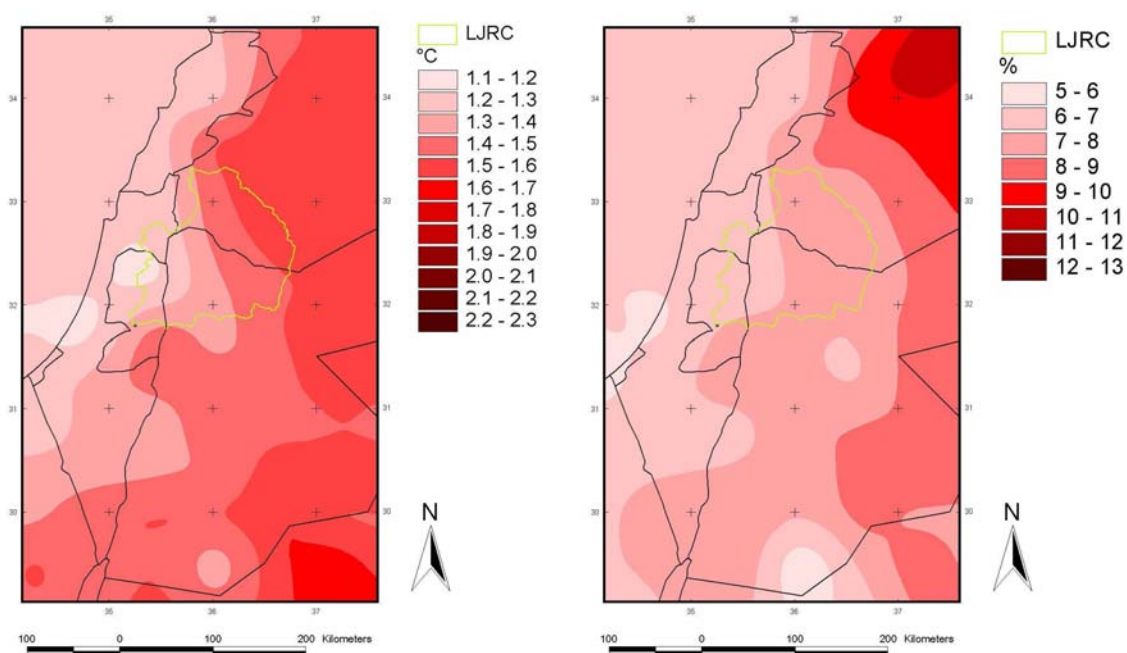 35 36 37
34
33
32
31
30
34
33
32
31
30
35 36 37
LJRC
°C
1.1 - 1.2
1.2 - 1.3
1.3 - 1.4
1.4 - 1.5
1.5 - 1.6
1.6 - 1.7
1.7 - 1.8
1.8 - 1.9
1.9 - 2.0
2.0 - 2.1
2.1 - 2.2
2.2 - 2.3
N
100 0 100 200 Kilometers
35 36 37
34
33
32
31
30
34
33
32
31
30
35 36 37
LJRC
%
5 - 6
6 - 7
7 - 8
8 - 9
9 - 10
10 - 11
11 - 12
12 - 13
N
100 0 100 200 Kilometers